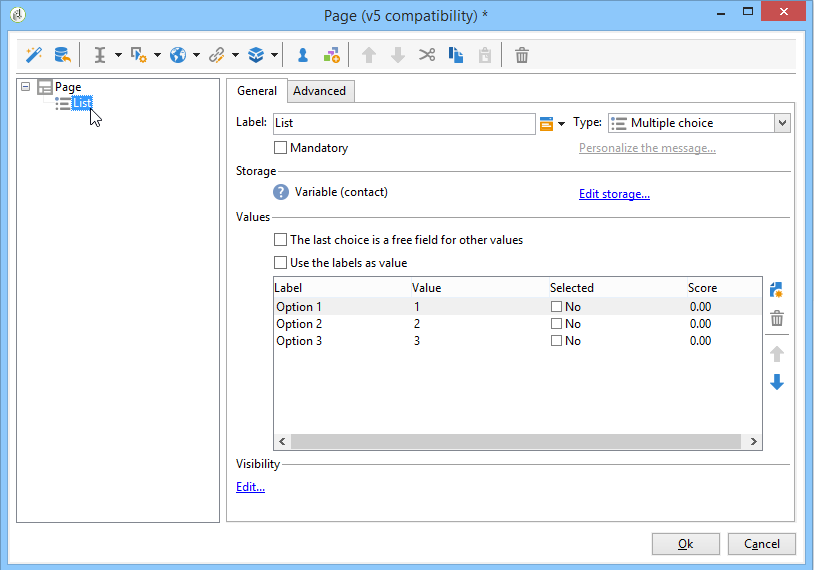 Page (v5 compatibility) *
Page
List
General Advanced
Label: List Type: Multiple choice
Mandatory Personalize the message...
Storage
? Variable (contact) Edit storage...
Values
The last choice is a free field for other values
Use the labels as value
Label Value Selected Score
Option 1 1 No 0.00
Option 2 2 No 0.00
Option 3 3 No 0.00
Visibility
Edit...
Ok Cancel